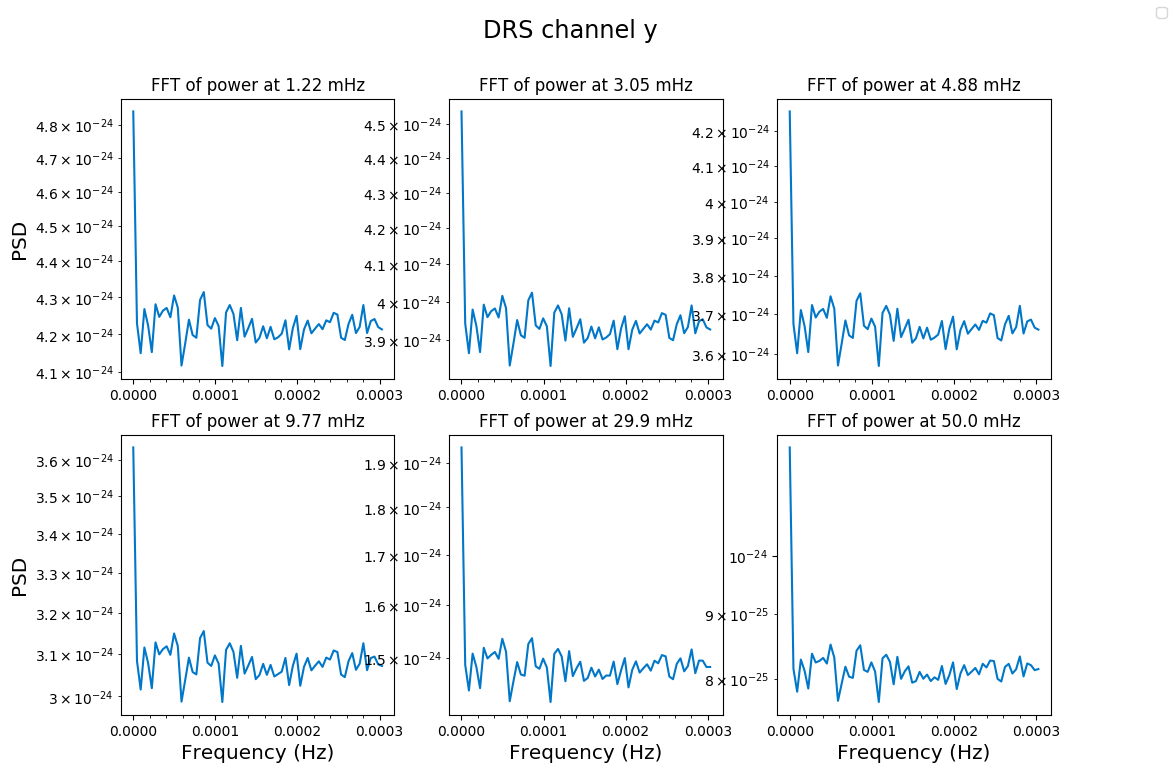 DRS channel y
FFT of power at 1.22 mHz
4.8 × 10⁻²⁴
4.7 × 10⁻²⁴
4.6 × 10⁻²⁴
4.5 × 10⁻²⁴
4.4 × 10⁻²⁴
4.3 × 10⁻²⁴
4.2 × 10⁻²⁴
4.1 × 10⁻²⁴
PSD
0.0000 0.0001 0.0002 0.0003
FFT of power at 3.05 mHz
4.5 × 10⁻²⁴
4.4 × 10⁻²⁴
4.3 × 10⁻²⁴
4.2 × 10⁻²⁴
4.1 × 10⁻²⁴
4 × 10⁻²⁴
3.9 × 10⁻²⁴
0.0000 0.0001 0.0002 0.0003
FFT of power at 4.88 mHz
4.2 × 10⁻²⁴
4.1 × 10⁻²⁴
4 × 10⁻²⁴
3.9 × 10⁻²⁴
3.8 × 10⁻²⁴
3.7 × 10⁻²⁴
3.6 × 10⁻²⁴
0.0000 0.0001 0.0002 0.0003
FFT of power at 9.77 mHz
3.6 × 10⁻²⁴
3.5 × 10⁻²⁴
3.4 × 10⁻²⁴
3.3 × 10⁻²⁴
3.2 × 10⁻²⁴
3.1 × 10⁻²⁴
3 × 10⁻²⁴
PSD
0.0000 0.0001 0.0002 0.0003
Frequency (Hz)
FFT of power at 29.9 mHz
1.9 × 10⁻²⁴
1.8 × 10⁻²⁴
1.7 × 10⁻²⁴
1.6 × 10⁻²⁴
1.5 × 10⁻²⁴
0.0000 0.0001 0.0002 0.0003
Frequency (Hz)
FFT of power at 50.0 mHz
10⁻²⁴
9 × 10⁻²⁵
8 × 10⁻²⁵
0.0000 0.0001 0.0002 0.0003
Frequency (Hz)